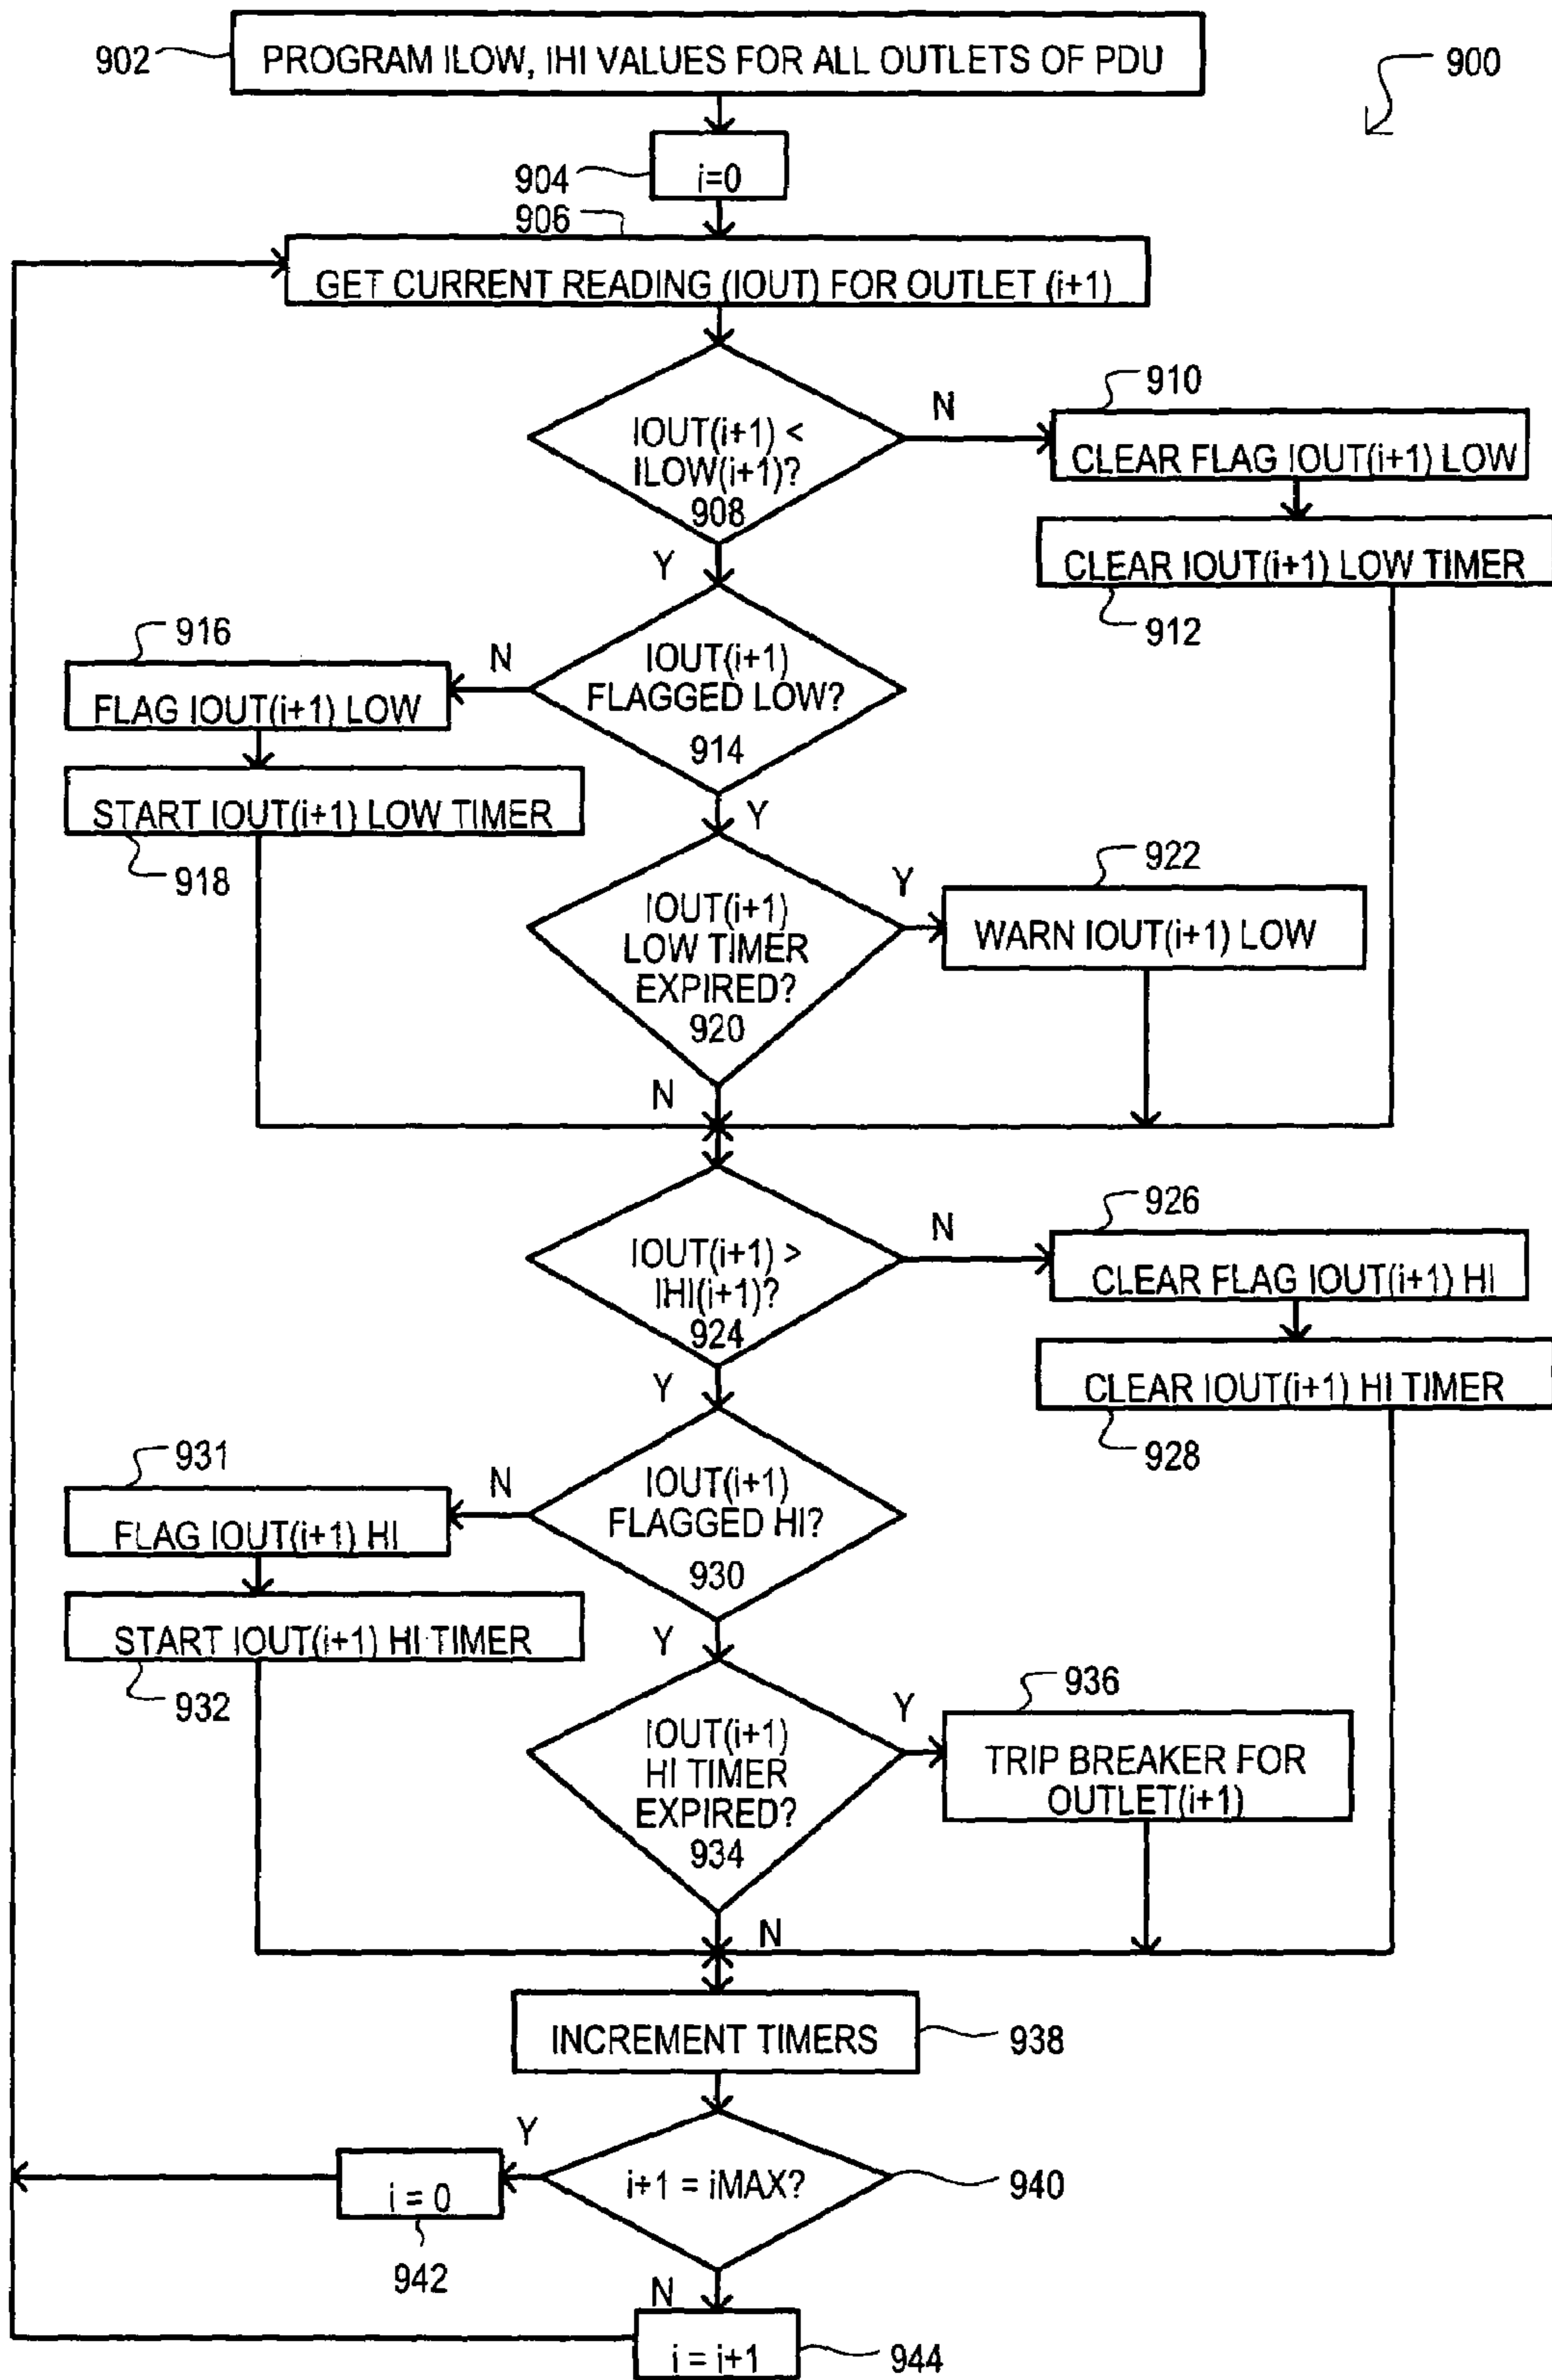 902
PROGRAM ILOW, IHI VALUES FOR ALL OUTLETS OF PDU
900
904
i=0
906
GET CURRENT READING (IOUT) FOR OUTLET (i+1)
IOUT(i+1) <
ILOW(i+1)?
908
N
910
CLEAR FLAG IOUT(i+1) LOW
CLEAR IOUT(i+1) LOW TIMER
912
Y
IOUT(i+1)
FLAGGED LOW?
914
N
916
FLAG IOUT(i+1) LOW
START IOUT(i+1) LOW TIMER
918
Y
IOUT(i+1)
LOW TIMER
EXPIRED?
920
Y
922
WARN IOUT(i+1) LOW
N
IOUT(i+1) >
IHI(i+1)?
924
N
926
CLEAR FLAG IOUT(i+1) HI
CLEAR IOUT(i+1) HI TIMER
928
Y
IOUT(i+1)
FLAGGED HI?
930
N
931
FLAG IOUT(i+1) HI
START IOUT(i+1) HI TIMER
932
Y
IOUT(i+1)
HI TIMER
EXPIRED?
934
Y
936
TRIP BREAKER FOR
OUTLET(i+1)
N
INCREMENT TIMERS
938
i+1 = iMAX?
940
Y
i = 0
942
N
i = i+1
944